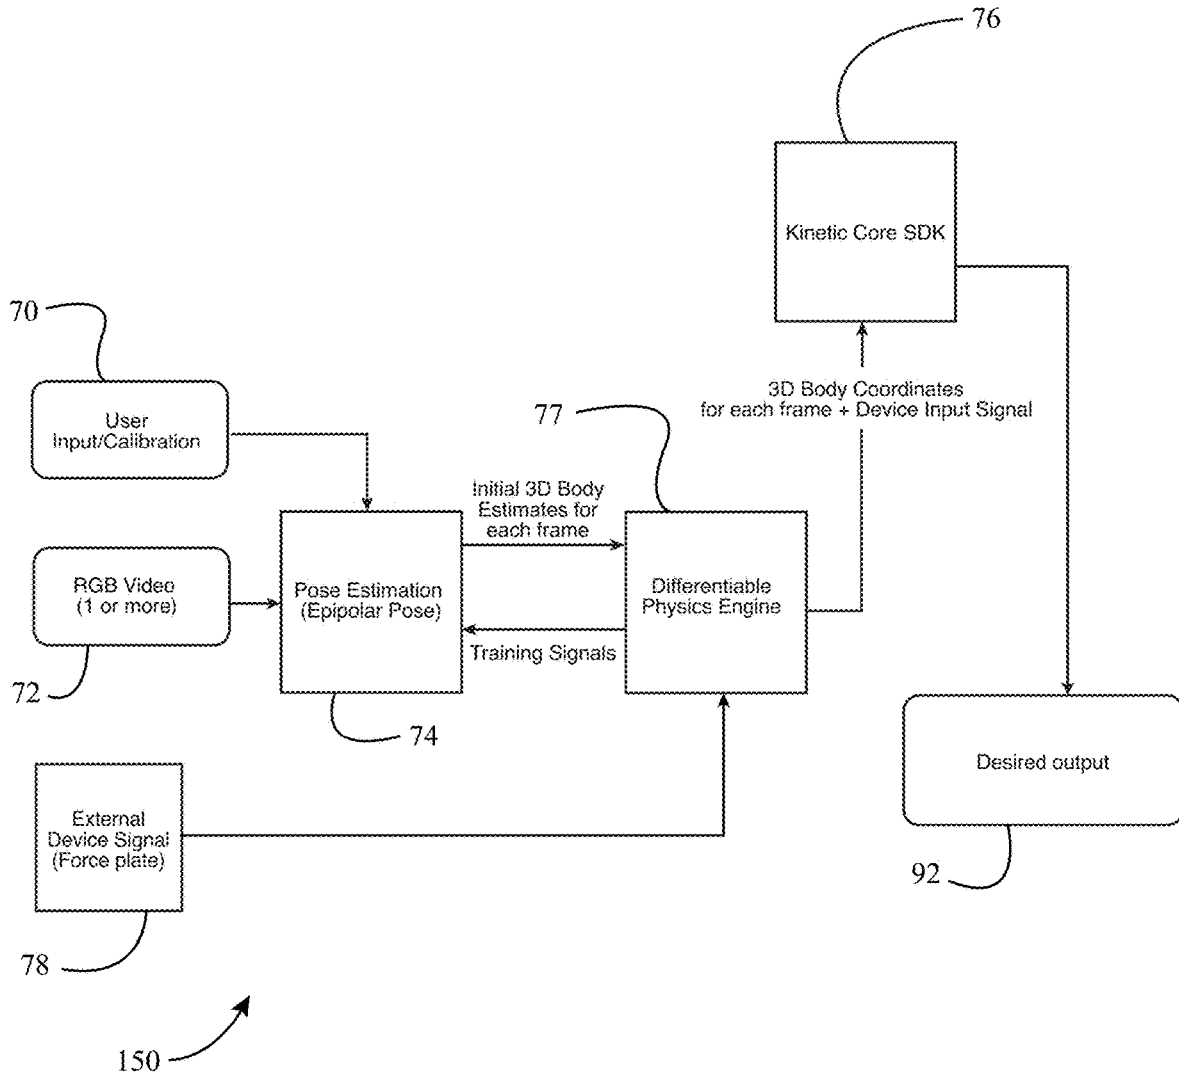 76
Kinetic Core SDK
70
User
Input/Calibration
3D Body Coordinates
for each frame + Device Input Signal
77
Initial 3D Body
Estimates for
each frame
RGB Video
(1 or more)
Pose Estimation
(Epipolar Pose)
Differentiable
Physics Engine
Training Signals
72
74
External
Device Signal
(Force plate)
Desired output
92
78
150